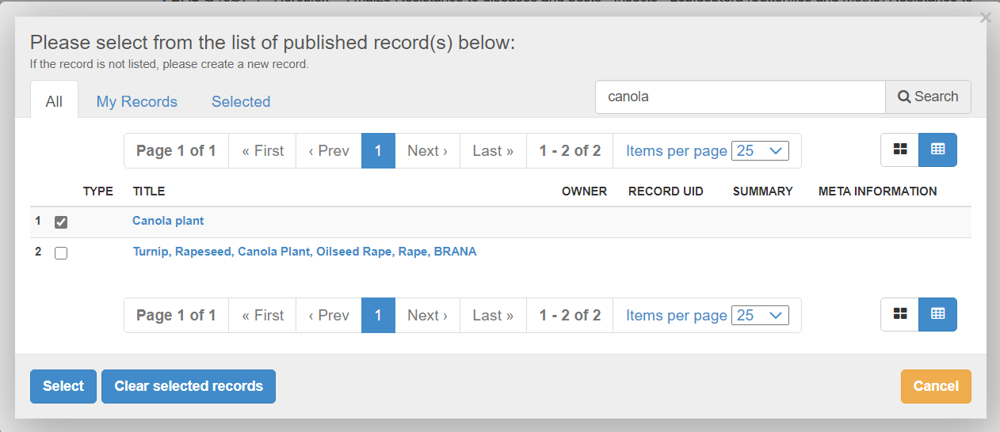 ×
Please select from the list of published record(s) below:
If the record is not listed, please create a new record.
All My Records Selected canola Search
Page 1 of 1 « First ‹ Prev 1 Next › Last » 1 - 2 of 2 Items per page 25
TYPE TITLE OWNER RECORD UID SUMMARY META INFORMATION
1 Canola plant
2 Turnip, Rapeseed, Canola Plant, Oilseed Rape, Rape, BRANA
Page 1 of 1 « First ‹ Prev 1 Next › Last » 1 - 2 of 2 Items per page 25
Select Clear selected records Cancel